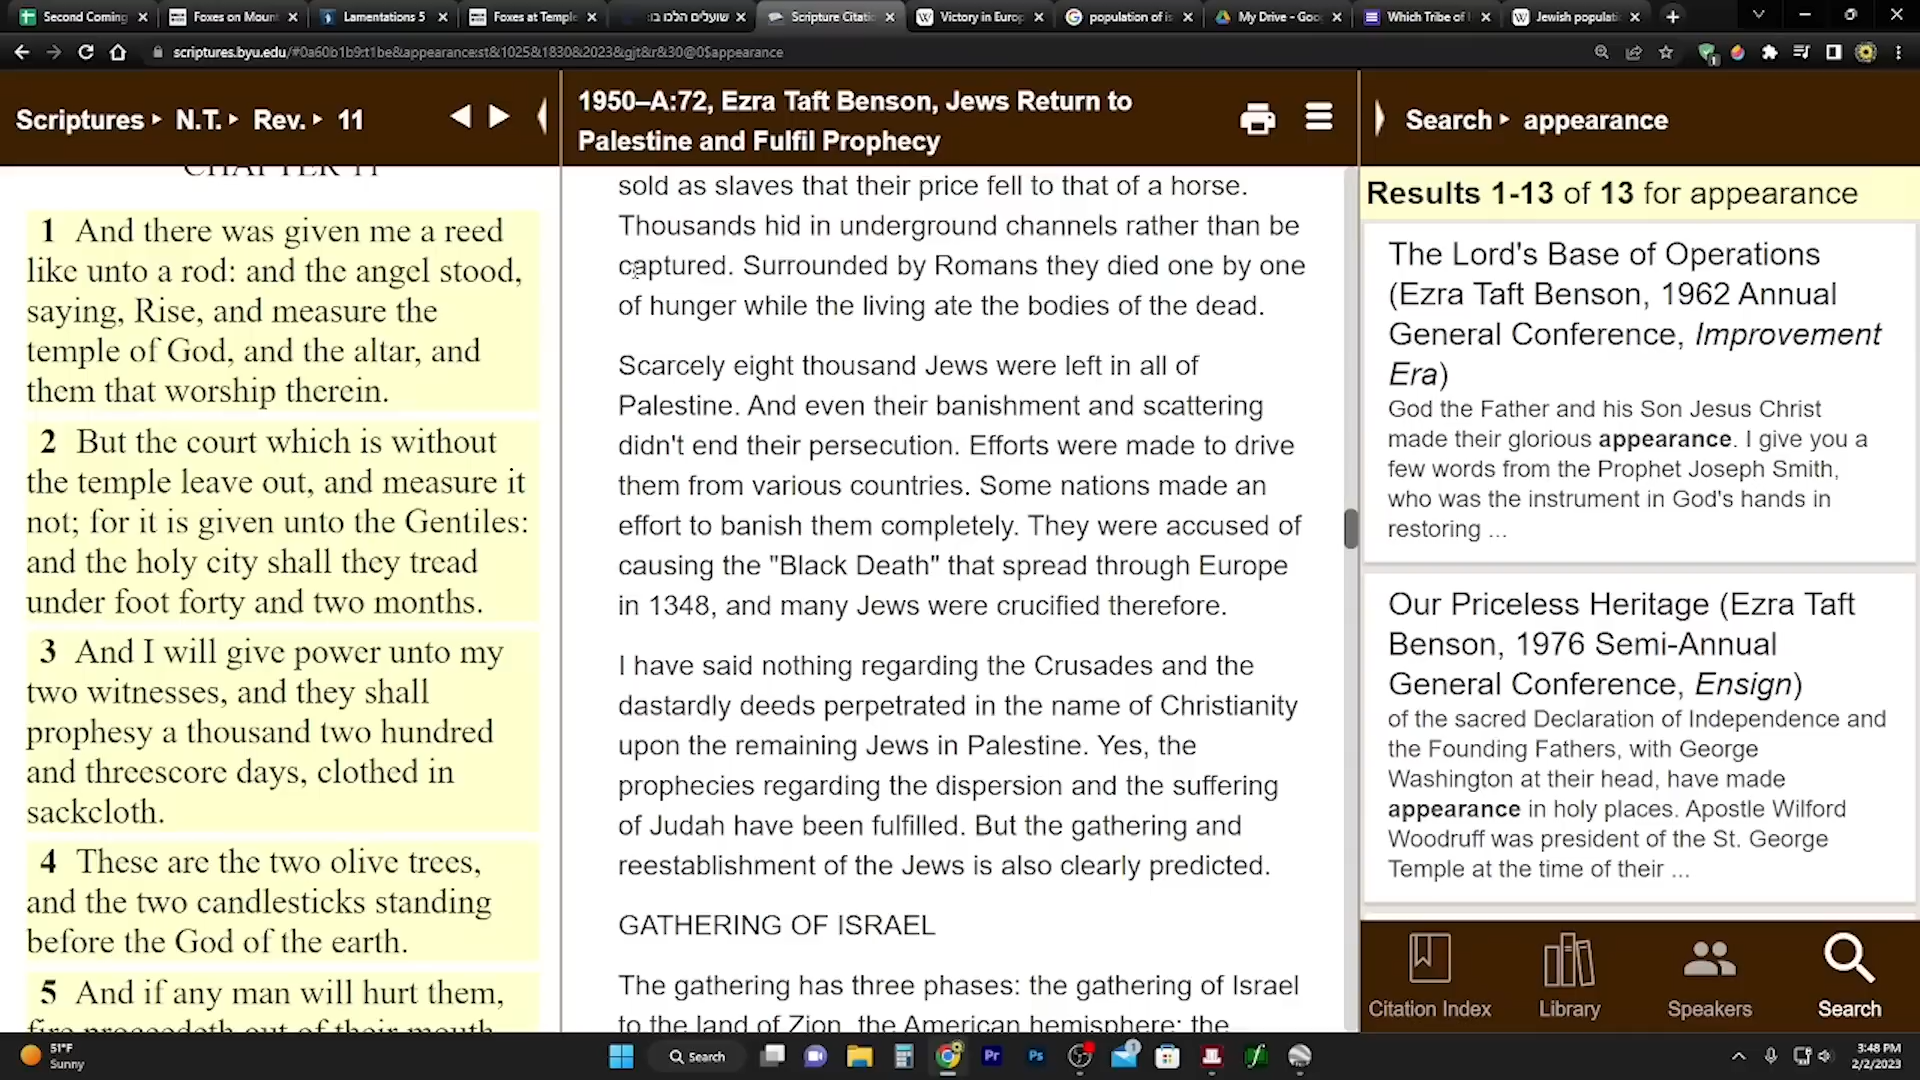 Second Coming
Foxes on Moun
Lamentations 5
Foxes at Temple
שועלים הלכו בו:
Scripture Citati
Victory in Europ
population of is
My Drive - Goo
Which Tribe of I
Jewish populati
scriptures.byu.edu/#0a60b1b9:t1be&appearance:st&1025&1830&2023&gjt&r&30@0$appearance
Scriptures N.T. Rev. 11
1950–A:72, Ezra Taft Benson, Jews Return to
Palestine and Fulfil Prophecy
Search appearance
CHAPTER 11
1 And there was given me a reed
like unto a rod: and the angel stood,
saying, Rise, and measure the
temple of God, and the altar, and
them that worship therein.
2 But the court which is without
the temple leave out, and measure it
not; for it is given unto the Gentiles:
and the holy city shall they tread
under foot forty and two months.
3 And I will give power unto my
two witnesses, and they shall
prophesy a thousand two hundred
and threescore days, clothed in
sackcloth.
4 These are the two olive trees,
and the two candlesticks standing
before the God of the earth.
5 And if any man will hurt them,
fire proceedeth out of their mouth
sold as slaves that their price fell to that of a horse.
Thousands hid in underground channels rather than be
captured. Surrounded by Romans they died one by one
of hunger while the living ate the bodies of the dead.
Scarcely eight thousand Jews were left in all of
Palestine. And even their banishment and scattering
didn't end their persecution. Efforts were made to drive
them from various countries. Some nations made an
effort to banish them completely. They were accused of
causing the "Black Death" that spread through Europe
in 1348, and many Jews were crucified therefore.
I have said nothing regarding the Crusades and the
dastardly deeds perpetrated in the name of Christianity
upon the remaining Jews in Palestine. Yes, the
prophecies regarding the dispersion and the suffering
of Judah have been fulfilled. But the gathering and
reestablishment of the Jews is also clearly predicted.
GATHERING OF ISRAEL
The gathering has three phases: the gathering of Israel
to the land of Zion, the American hemisphere; the
Results 1-13 of 13 for appearance
The Lord's Base of Operations
(Ezra Taft Benson, 1962 Annual
General Conference, Improvement
Era)
God the Father and his Son Jesus Christ
made their glorious appearance. I give you a
few words from the Prophet Joseph Smith,
who was the instrument in God's hands in
restoring ...
Our Priceless Heritage (Ezra Taft
Benson, 1976 Semi-Annual
General Conference, Ensign)
of the sacred Declaration of Independence and
the Founding Fathers, with George
Washington at their head, have made
appearance in holy places. Apostle Wilford
Woodruff was president of the St. George
Temple at the time of their ...
Citation Index
Library
Speakers
Search
51°F
Sunny
Search
Pr
Ps
1
3:48 PM
2/2/2023